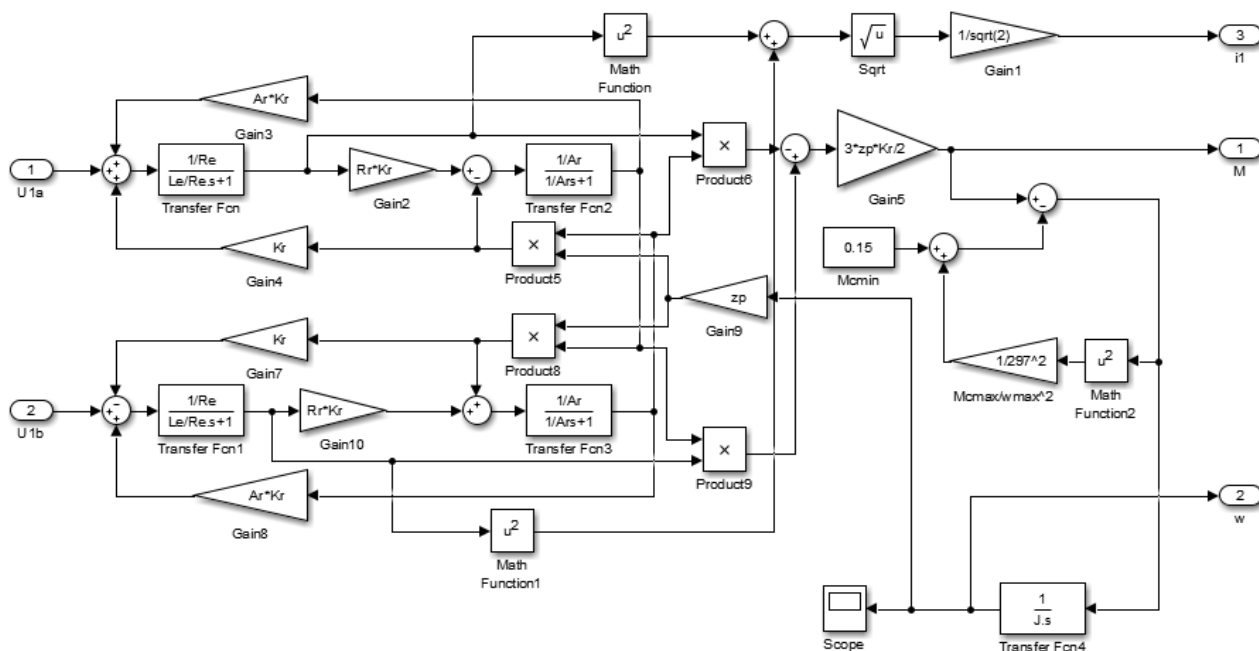 u²
Math
Function
++
√u
Sqrt
1/sqrt(2)
Gain1
3
i1
Ar*Kr
Gain3
1
U1a
+
+
+
1/Re
Le/Re.s+1
Transfer Fcn
Rr*Kr
Gain2
+-
1/Ar
1/Ars+1
Transfer Fcn2
×
Product6
-+
3*zp*Kr/2
Gain5
1
M
+-
Kr
Gain4
×
Product5
0.15
Mcmin
++
zp
Gain9
Kr
Gain7
×
Product8
1/297^2
Mcmax/wmax^2
u²
Math
Function2
2
U1b
-
+
+
1/Re
Le/Re.s+1
Transfer Fcn1
Rr*Kr
Gain10
++
1/Ar
1/Ars+1
Transfer Fcn3
×
Product9
Ar*Kr
Gain8
u²
Math
Function1
2
w
Scope
1
J.s
Transfer Fcn4